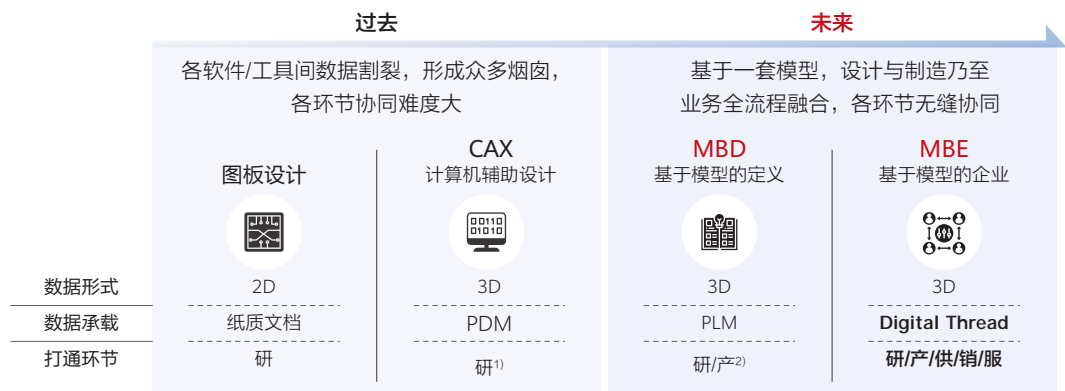 过去
未来
各软件/工具间数据割裂，形成众多烟囱，
各环节协同难度大
基于一套模型，设计与制造乃至
业务全流程融合，各环节无缝协同
图板设计
CAX
计算机辅助设计
MBD
基于模型的定义
MBE
基于模型的企业
00110
01010
数据形式 2D 3D 3D 3D
数据承载 纸质文档 PDM PLM Digital Thread
打通环节 研 研1) 研/产2) 研/产/供/销/服